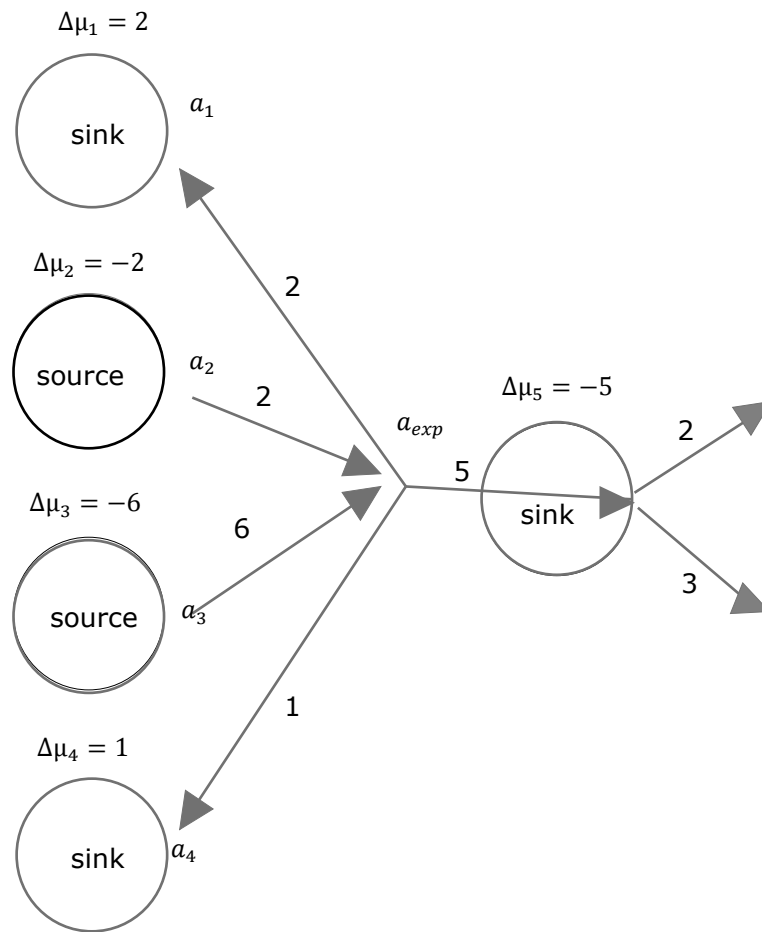 Δμ₁ = 2
a₁
sink
2
Δμ₂ = −2
source
a₂
2
a_exp
Δμ₅ = −5
5
sink
2
3
Δμ₃ = −6
6
source
a₃
1
Δμ₄ = 1
sink
a₄